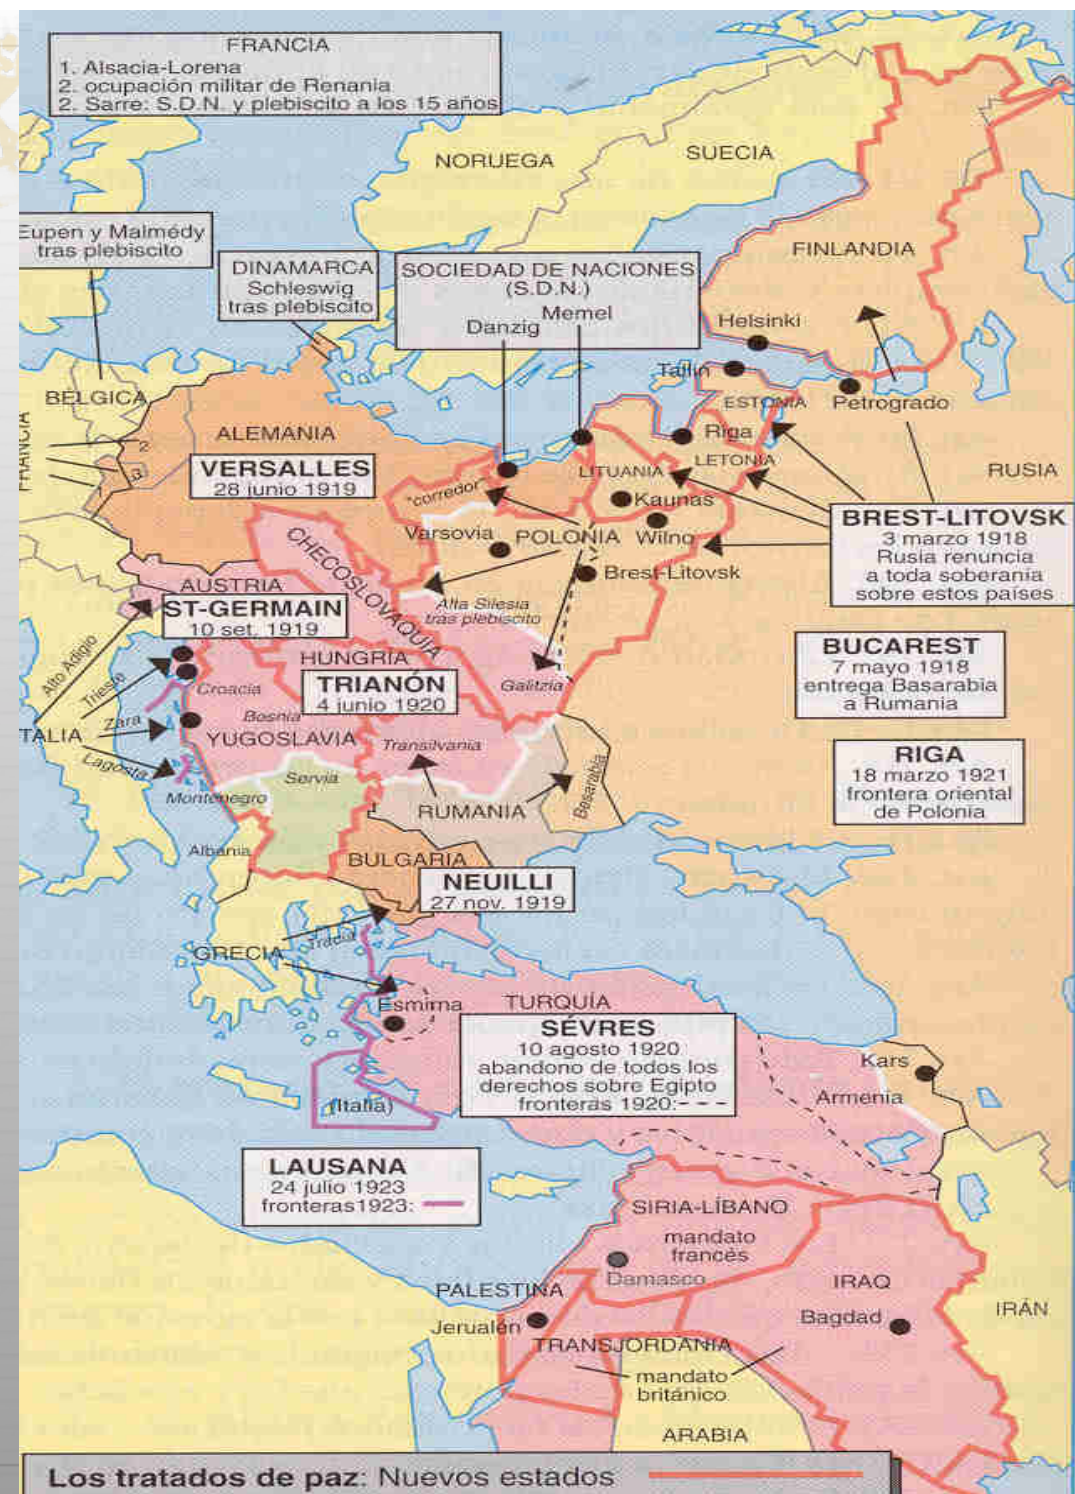 FRANCIA
1. Alsacia-Lorena
2. ocupación militar de Renania
2. Sarre: S.D.N. y plebiscito a los 15 años
NORUEGA
SUECIA
Eupen y Malmédy
tras plebiscito
FINLANDIA
DINAMARCA
Schleswig
tras plebiscito
SOCIEDAD DE NACIONES
(S.D.N.)
Memel
Danzig
Helsinki
Tallin
BÉLGICA
ESTONIA
Petrogrado
FRANCIA
2
3
1
ALEMANIA
Riga
LETONIA
VERSALLES
28 junio 1919
LITUANIA
RUSIA
"corredor"
Kaunas
Varsovia
POLONIA
Wilno
BREST-LITOVSK
3 marzo 1918
Rusia renuncia
a toda soberanía
sobre estos países
CHECOSLOVAQUIA
Brest-Litovsk
AUSTRIA
Alta Silesia
tras plebiscito
ST-GERMAIN
10 set. 1919
BUCAREST
7 mayo 1918
entrega Basarabia
a Rumania
HUNGRIA
Alto Adigio
TRIANÓN
4 junio 1920
Galitzia
Trieste
Croacia
Zara
Bosnia
ITALIA
YUGOSLAVIA
Transilvania
RIGA
18 marzo 1921
frontera oriental
de Polonia
Lagosta
Servia
Montenegro
RUMANIA
Basarabia
Albania
BULGARIA
NEUILLI
27 nov. 1919
Tracia
GRECIA
Esmirna
TURQUÍA
SÉVRES
10 agosto 1920
abandono de todos los
derechos sobre Egipto
fronteras 1920:- - -
Kars
Armenia
(Italia)
LAUSANA
24 julio 1923
fronteras1923:
SIRIA-LÍBANO
mandato
francés
Damasco
PALESTINA
IRAQ
IRÁN
Jerualén
Bagdad
TRANSJORDANIA
mandato
británico
ARABIA
Los tratados de paz: Nuevos estados